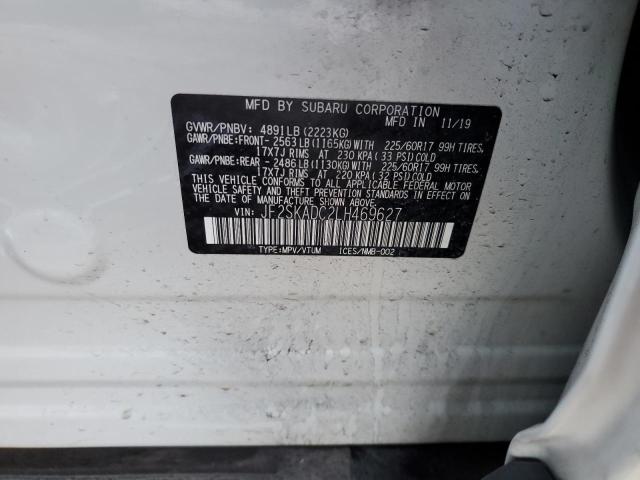 MFD BY SUBARU CORPORATION IN 11/19
GVWR/PNBV: 4891LB (2223KG)
GAWR/PNBE:FRONT- 2563LB(1165KG)WITH 225/60R17 99H TIRES,
17X7J RIMS AT 230 KPA (33 PSI)COLD
GAWR/PNBE:REAR - 2486LB(1130KG)WITH 225/60R17 99H TIRES,
17X7J RIMS AT 220 KPA (32 PSI)COLD
THIS VEHICLE CONFORMS TO ALL APPLICABLE FEDERAL MOTOR
VEHICLE SAFETY AND THEFT PREVENTION STANDARDS IN EFFECT ON
THE DATE OF MANUFACTURE SHOWN ABOVE.
VIN: JF2SKADC2LH469627
TYPE:MPV/VTUM ICES/NMB-002